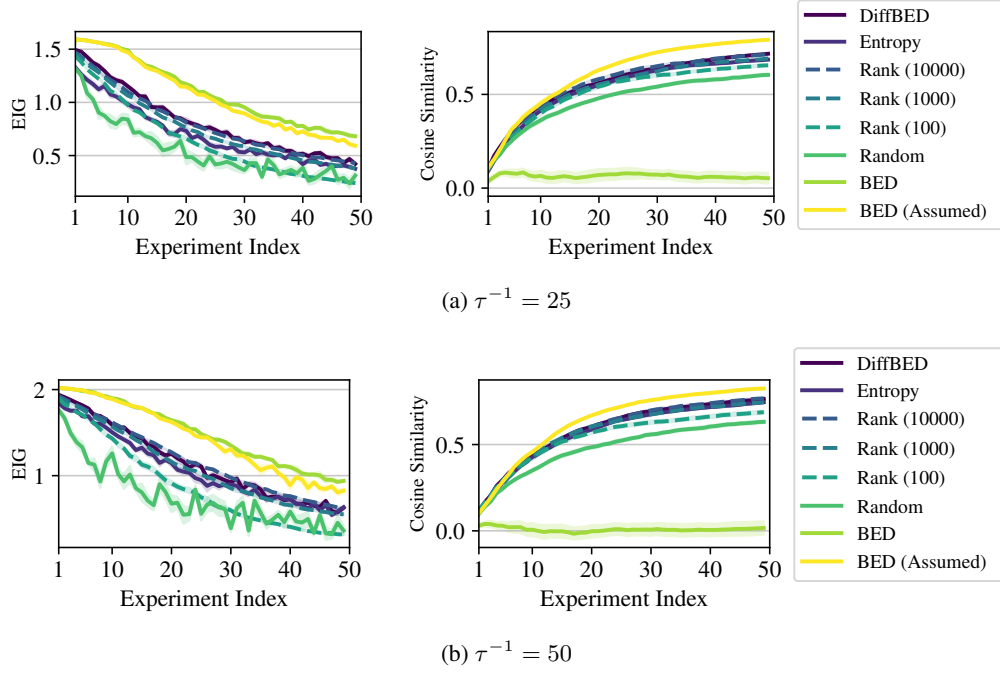 EIG
1.5
1.0
0.5
1
10
20
30
40
50
Experiment Index
Cosine Similarity
0.5
0.0
1
10
20
30
40
50
Experiment Index
DiffBED
Entropy
Rank (10000)
Rank (1000)
Rank (100)
Random
BED
BED (Assumed)
(a) τ⁻¹ = 25
EIG
2
1
1
10
20
30
40
50
Experiment Index
Cosine Similarity
0.5
0.0
1
10
20
30
40
50
Experiment Index
DiffBED
Entropy
Rank (10000)
Rank (1000)
Rank (100)
Random
BED
BED (Assumed)
(b) τ⁻¹ = 50